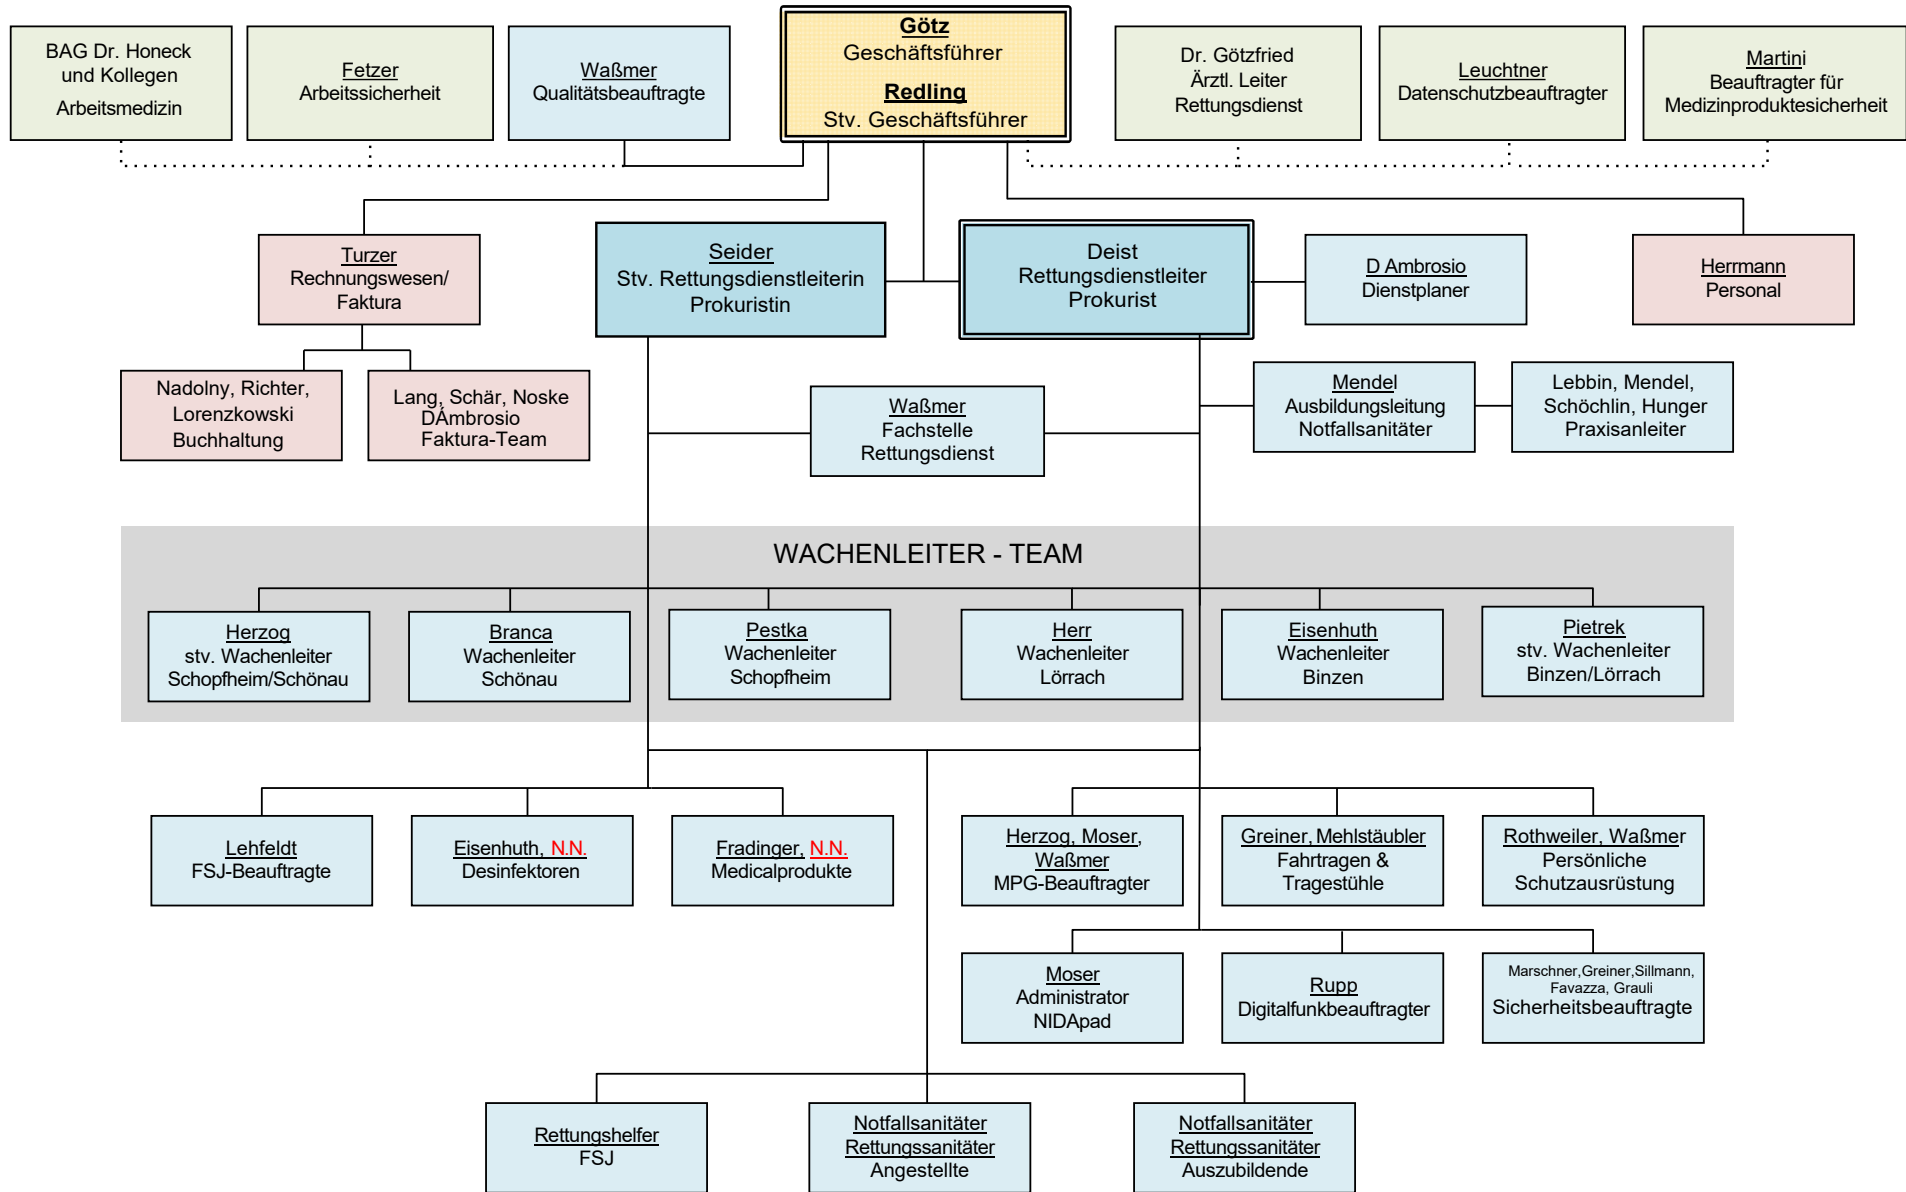 BAG Dr. Honeck
und Kollegen
Arbeitsmedizin
Fetzer
Arbeitssicherheit
Waßmer
Qualitätsbeauftragte
Götz
Geschäftsführer
Redling
Stv. Geschäftsführer
Dr. Götzfried
Ärztl. Leiter
Rettungsdienst
Leuchtner
Datenschutzbeauftragter
Martini
Beauftragter für
Medizinproduktesicherheit
Turzer
Rechnungswesen/
Faktura
Seider
Stv. Rettungsdienstleiterin
Prokuristin
Deist
Rettungsdienstleiter
Prokurist
D Ambrosio
Dienstplaner
Herrmann
Personal
Nadolny, Richter,
Lorenzkowski
Buchhaltung
Lang, Schär, Noske
DÁmbrosio
Faktura-Team
Waßmer
Fachstelle
Rettungsdienst
Mendel
Ausbildungsleitung
Notfallsanitäter
Lebbin, Mendel,
Schöchlin, Hunger
Praxisanleiter
WACHENLEITER - TEAM
Herzog
stv. Wachenleiter
Schopfheim/Schönau
Branca
Wachenleiter
Schönau
Pestka
Wachenleiter
Schopfheim
Herr
Wachenleiter
Lörrach
Eisenhuth
Wachenleiter
Binzen
Pietrek
stv. Wachenleiter
Binzen/Lörrach
Lehfeldt
FSJ-Beauftragte
Eisenhuth, N.N.
Desinfektoren
Fradinger, N.N.
Medicalprodukte
Herzog, Moser,
Waßmer
MPG-Beauftragter
Greiner, Mehlstäubler
Fahrtragen &
Tragestühle
Rothweiler, Waßmer
Persönliche
Schutzausrüstung
Moser
Administrator
NIDApad
Rupp
Digitalfunkbeauftragter
Marschner,Greiner,Sillmann,
Favazza, Grauli
Sicherheitsbeauftragte
Rettungshelfer
FSJ
Notfallsanitäter
Rettungssanitäter
Angestellte
Notfallsanitäter
Rettungssanitäter
Auszubildende